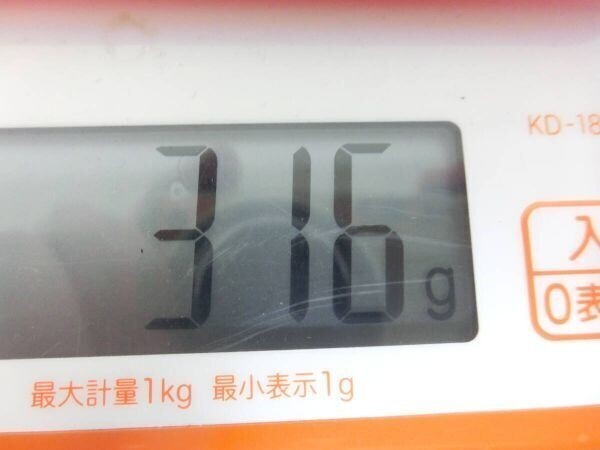 KD-18
316g
入
0表
最大計量1kg 最小表示1g